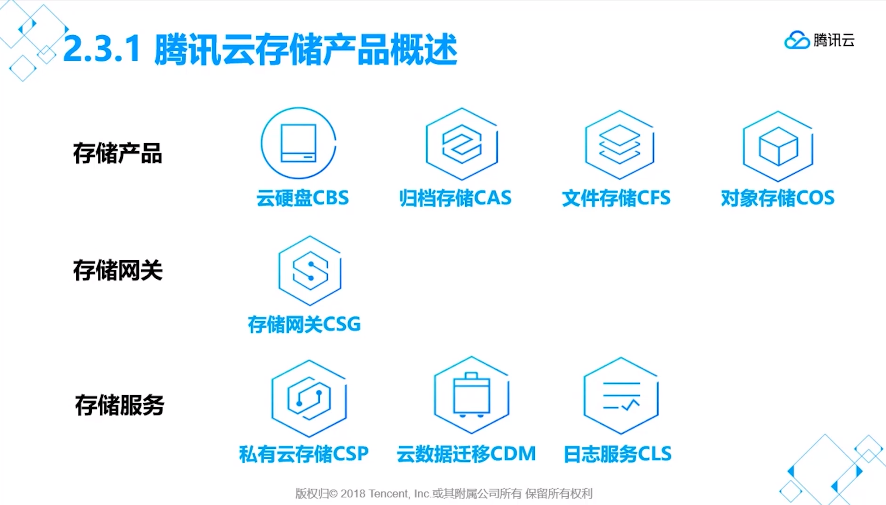 2.3.1 腾讯云存储产品概述
腾讯云
存储产品
云硬盘CBS
归档存储CAS
文件存储CFS
对象存储COS
存储网关
存储网关CSG
存储服务
私有云存储CSP
云数据迁移CDM
日志服务CLS
版权归© 2018 Tencent, Inc.或其附属公司所有 保留所有权利